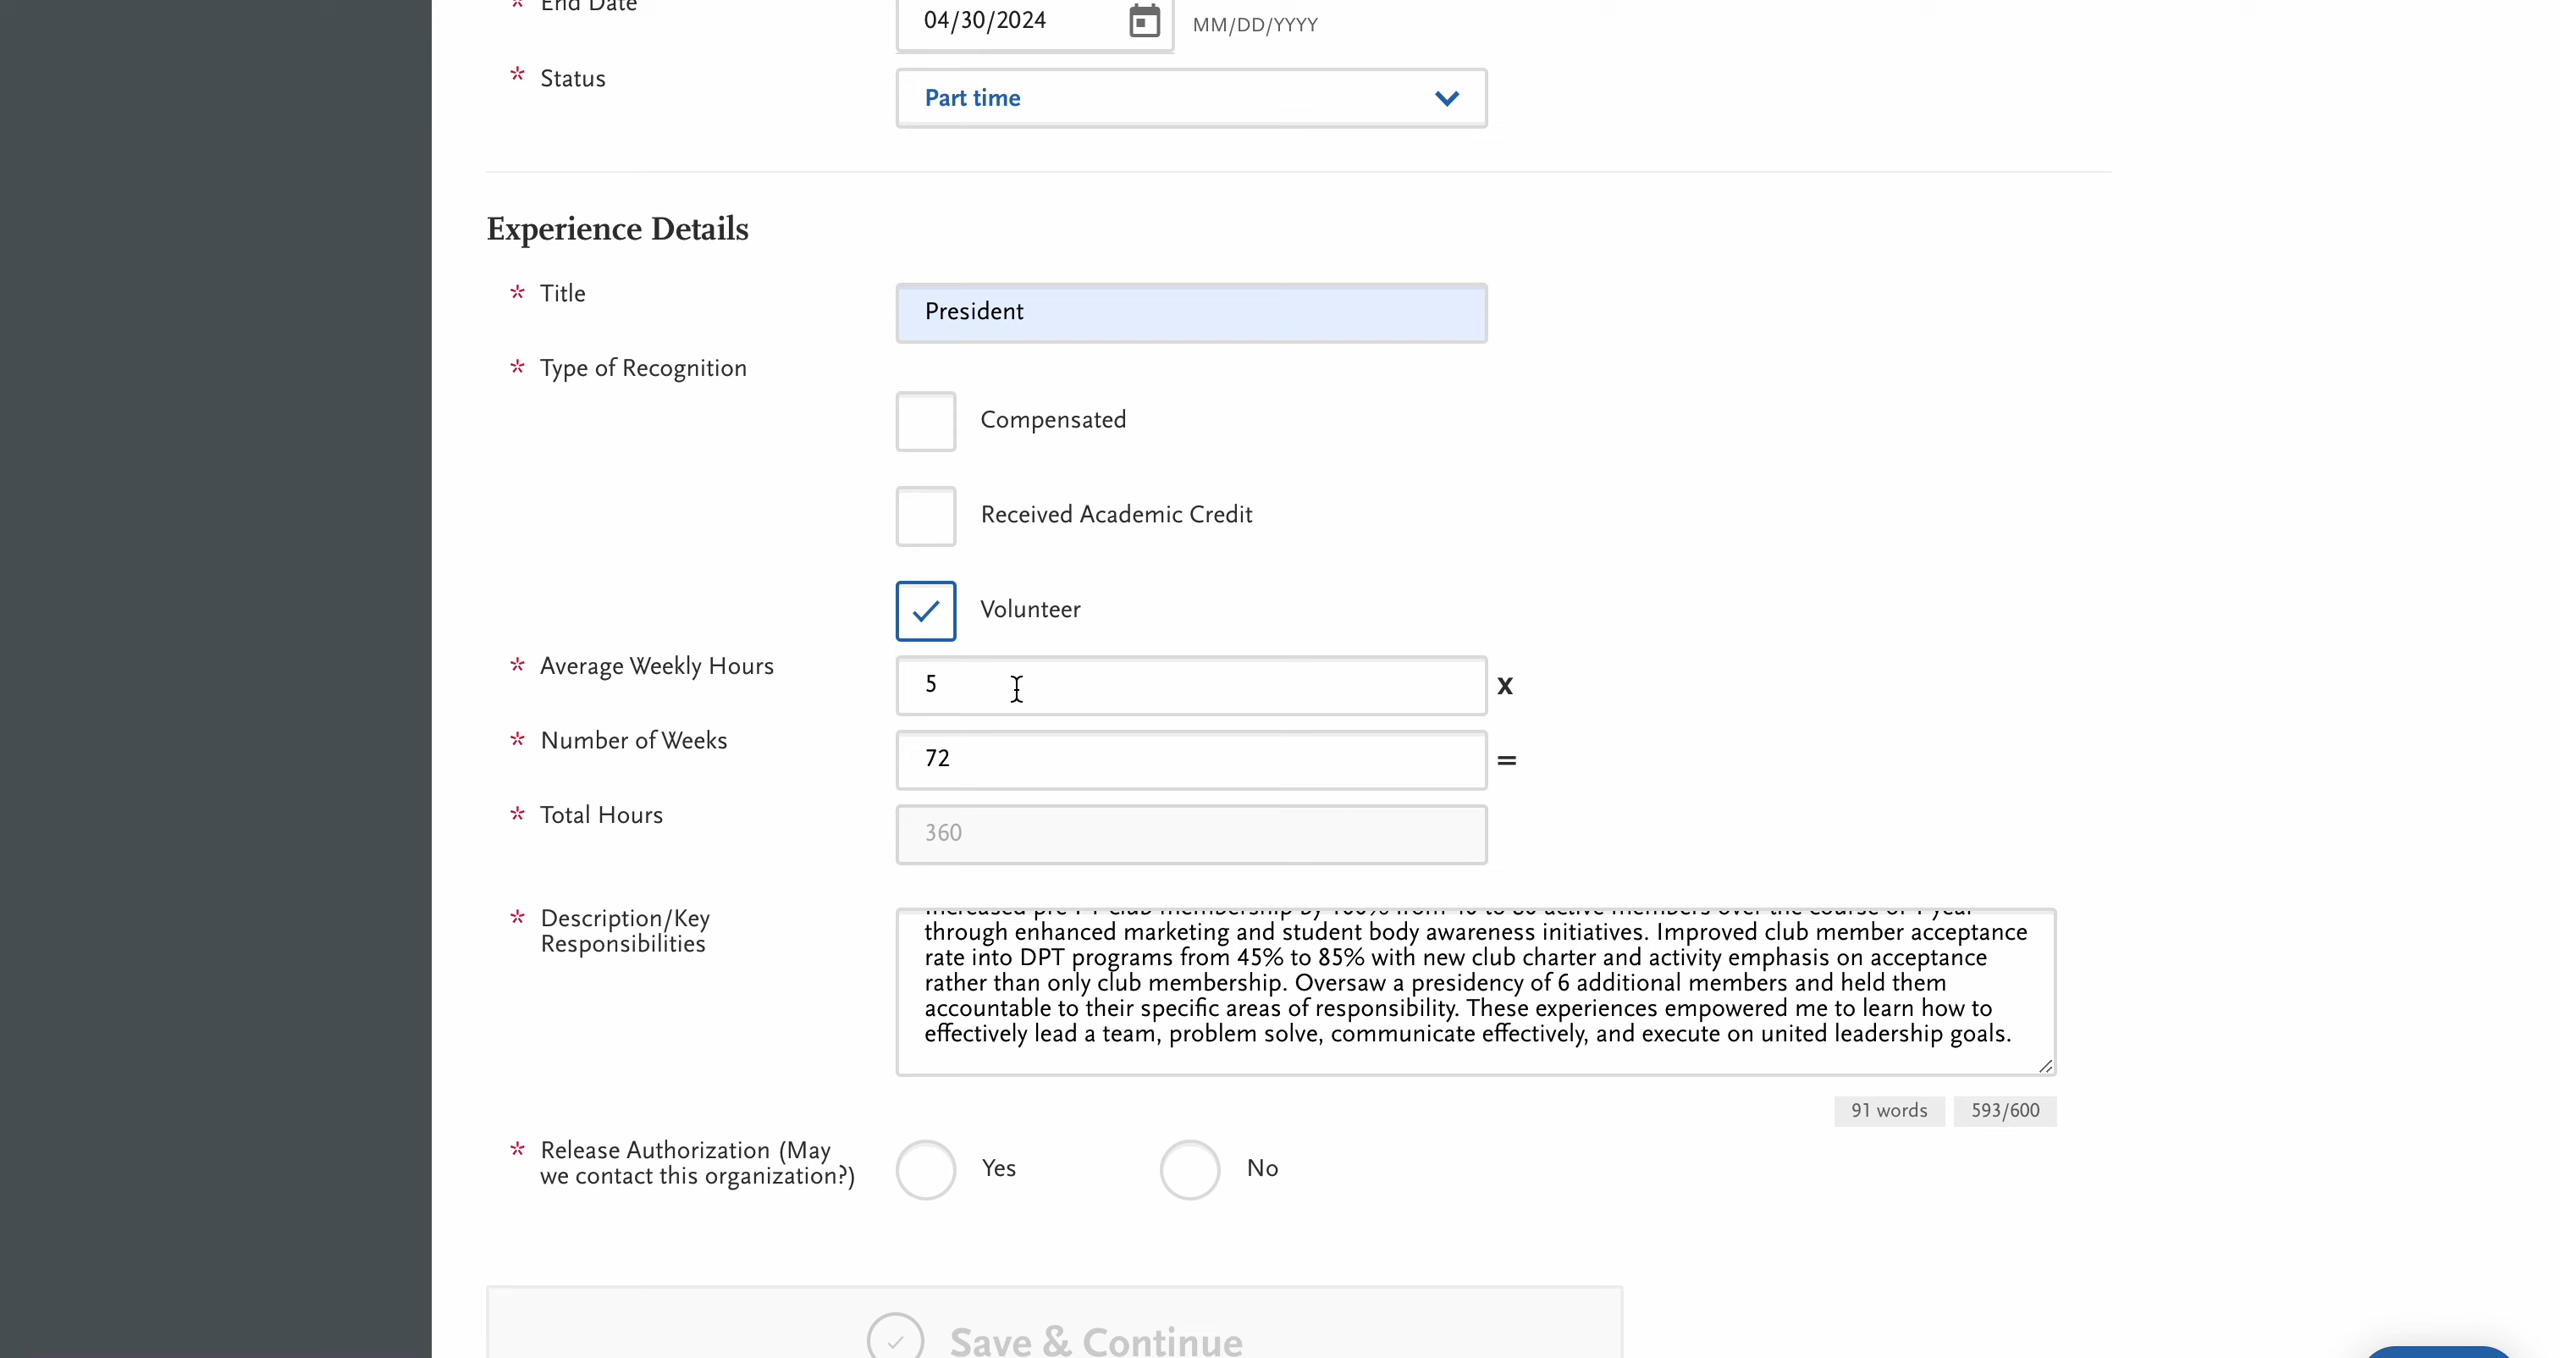 * End Date
04/30/2024
MM/DD/YYYY
* Status
Part time
Experience Details
* Title
President
* Type of Recognition
Compensated
Received Academic Credit
Volunteer
* Average Weekly Hours
5
x
* Number of Weeks
72
=
* Total Hours
360
* Description/Key
Responsibilities
Increased pre-PT club membership by 100% from 40 to 80 active members over the course of 1 year
through enhanced marketing and student body awareness initiatives. Improved club member acceptance
rate into DPT programs from 45% to 85% with new club charter and activity emphasis on acceptance
rather than only club membership. Oversaw a presidency of 6 additional members and held them
accountable to their specific areas of responsibility. These experiences empowered me to learn how to
effectively lead a team, problem solve, communicate effectively, and execute on united leadership goals.
91 words
593/600
* Release Authorization (May
we contact this organization?)
Yes
No
Save & Continue